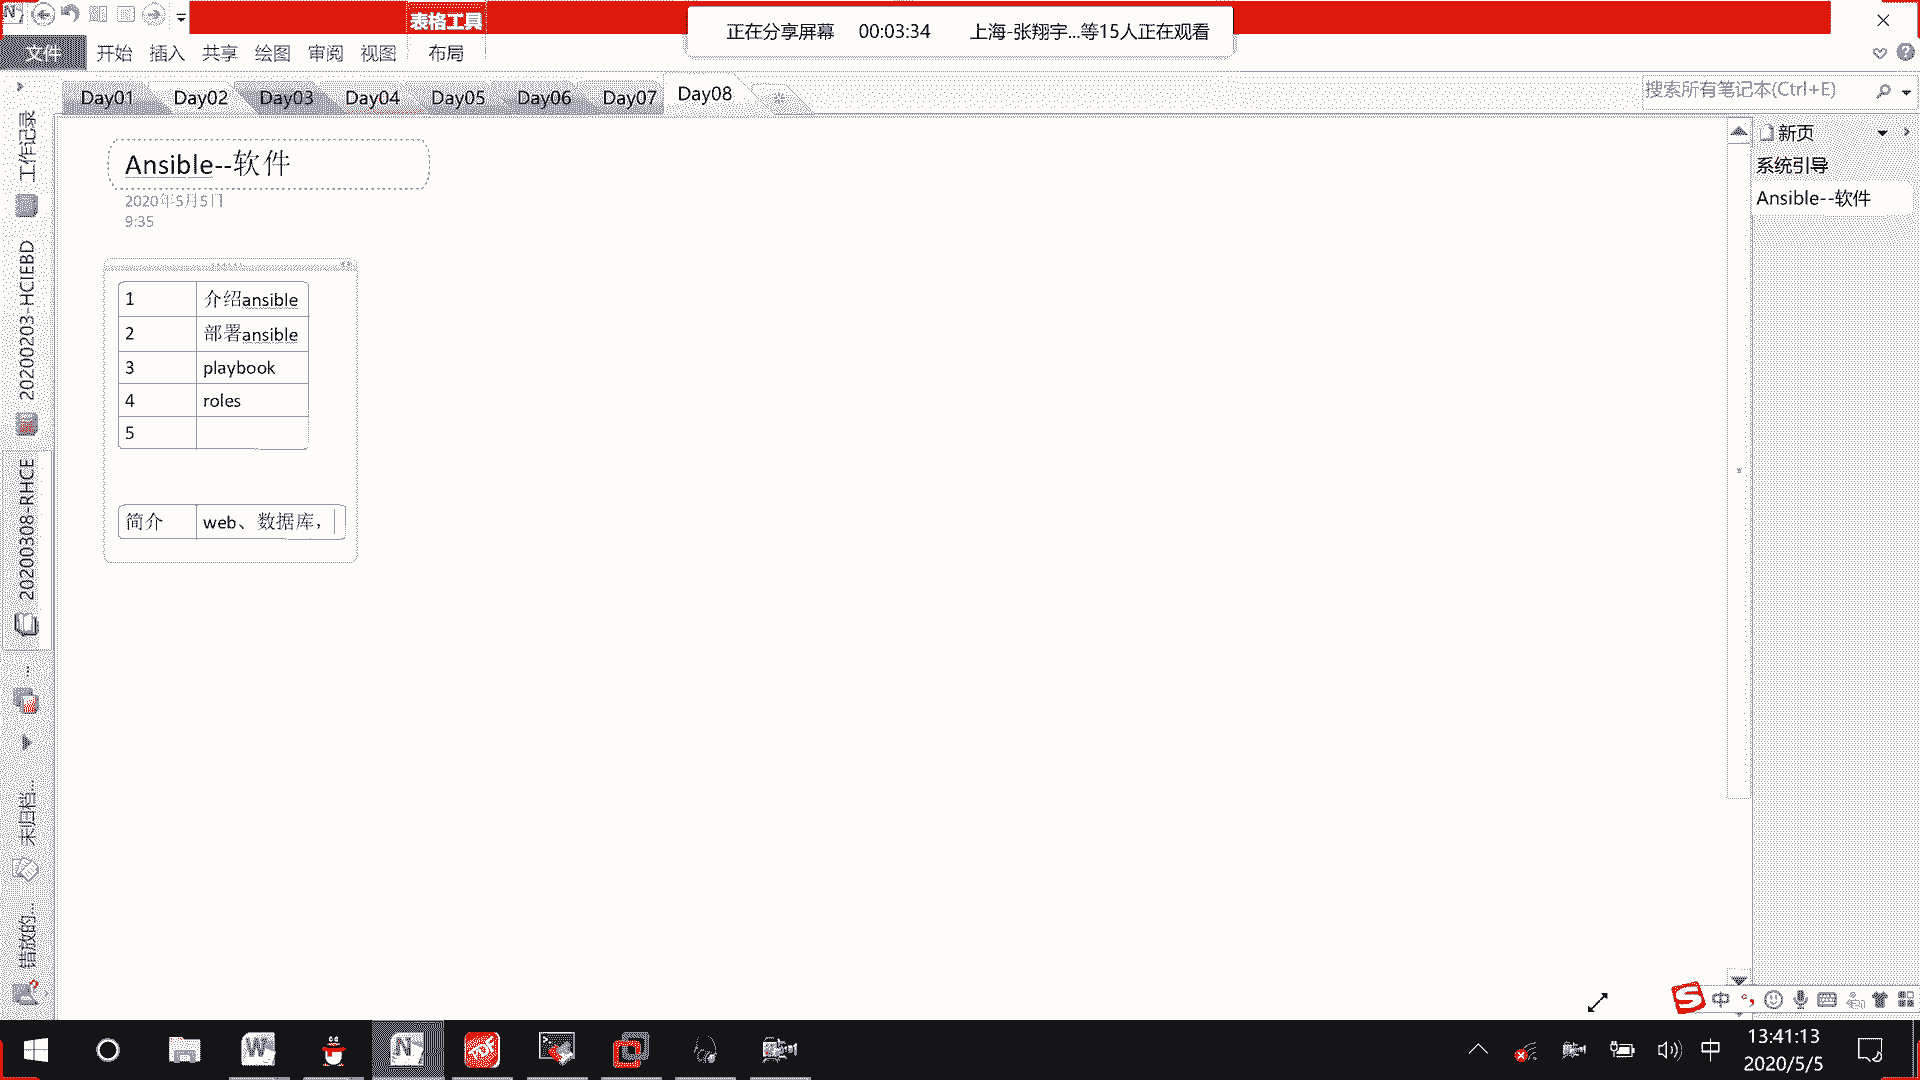 表格工具
正在分享屏幕 00:03:34 上海-张翔宇...等15人正在观看
文件 开始 插入 共享 绘图 审阅 视图 布局
Day01 Day02 Day03 Day04 Day05 Day06 Day07 Day08
搜索所有笔记本(Ctrl+E)
工作记录
20200203-HCIEBD
20200308-RHCE
...
未归档...
错放的...
Ansible--软件
2020年5月5日
9:35
1 介绍ansible
2 部署ansible
3 playbook
4 roles
5
简介 web、数据库，
新页
系统引导
Ansible--软件
中
中
13:41:13
2020/5/5